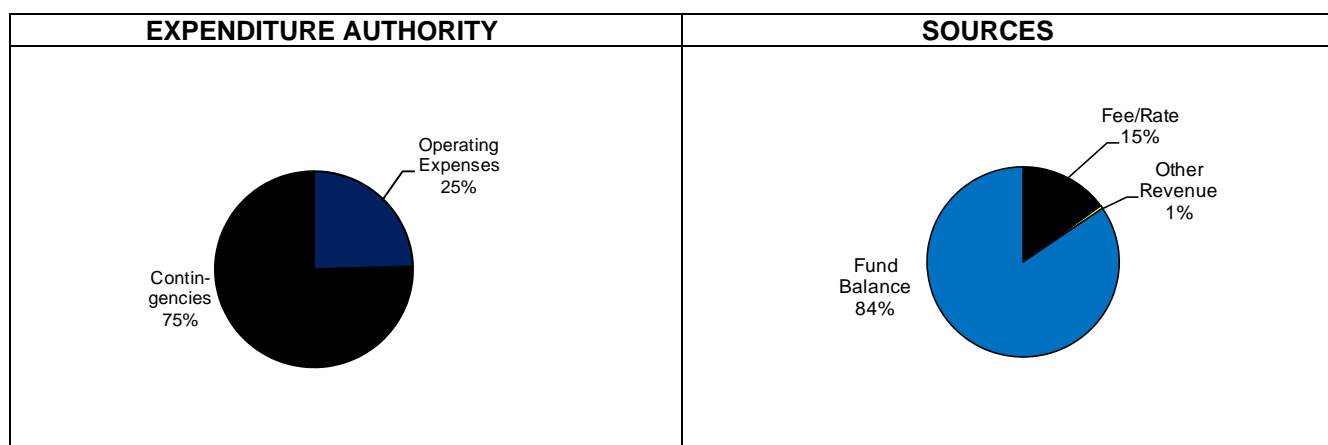 EXPENDITURE AUTHORITY
Operating
Expenses
25%
Contin-
gencies
75%
SOURCES
Fee/Rate
15%
Other
Revenue
1%
Fund
Balance
84%